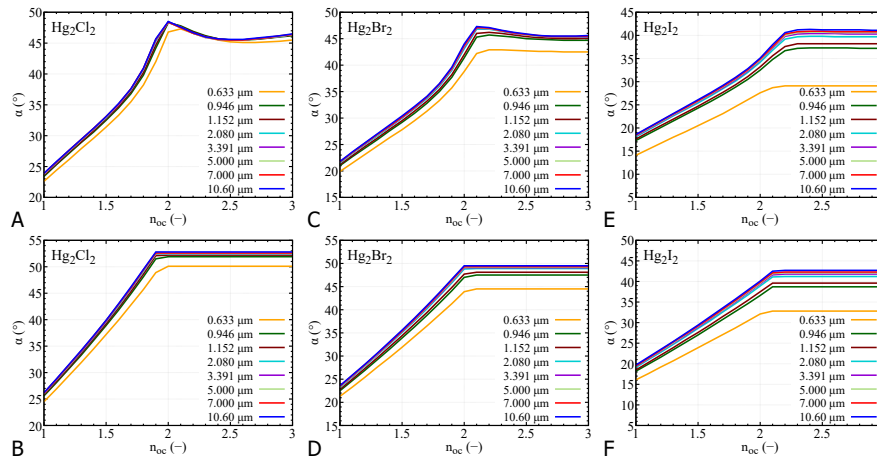 Hg2Cl2
50
45
40
35
30
25
20
α (°)
0.633 μm
0.946 μm
1.152 μm
2.080 μm
3.391 μm
5.000 μm
7.000 μm
10.60 μm
1
1.5
2
2.5
3
noc (−)
A
Hg2Br2
50
45
40
35
30
25
20
15
α (°)
0.633 μm
0.946 μm
1.152 μm
2.080 μm
3.391 μm
5.000 μm
7.000 μm
10.60 μm
1
1.5
2
2.5
3
noc (−)
C
Hg2I2
45
40
35
30
25
20
15
10
5
α (°)
0.633 μm
0.946 μm
1.152 μm
2.080 μm
3.391 μm
5.000 μm
7.000 μm
10.60 μm
1
1.5
2
2.5
noc (−)
E
Hg2Cl2
55
50
45
40
35
30
25
20
α (°)
0.633 μm
0.946 μm
1.152 μm
2.080 μm
3.391 μm
5.000 μm
7.000 μm
10.60 μm
1
1.5
2
2.5
3
noc (−)
B
Hg2Br2
55
50
45
40
35
30
25
20
15
α (°)
0.633 μm
0.946 μm
1.152 μm
2.080 μm
3.391 μm
5.000 μm
7.000 μm
10.60 μm
1
1.5
2
2.5
3
noc (−)
D
Hg2I2
50
45
40
35
30
25
20
15
10
5
α (°)
0.633 μm
0.946 μm
1.152 μm
2.080 μm
3.391 μm
5.000 μm
7.000 μm
10.60 μm
1
1.5
2
2.5
noc (−)
F